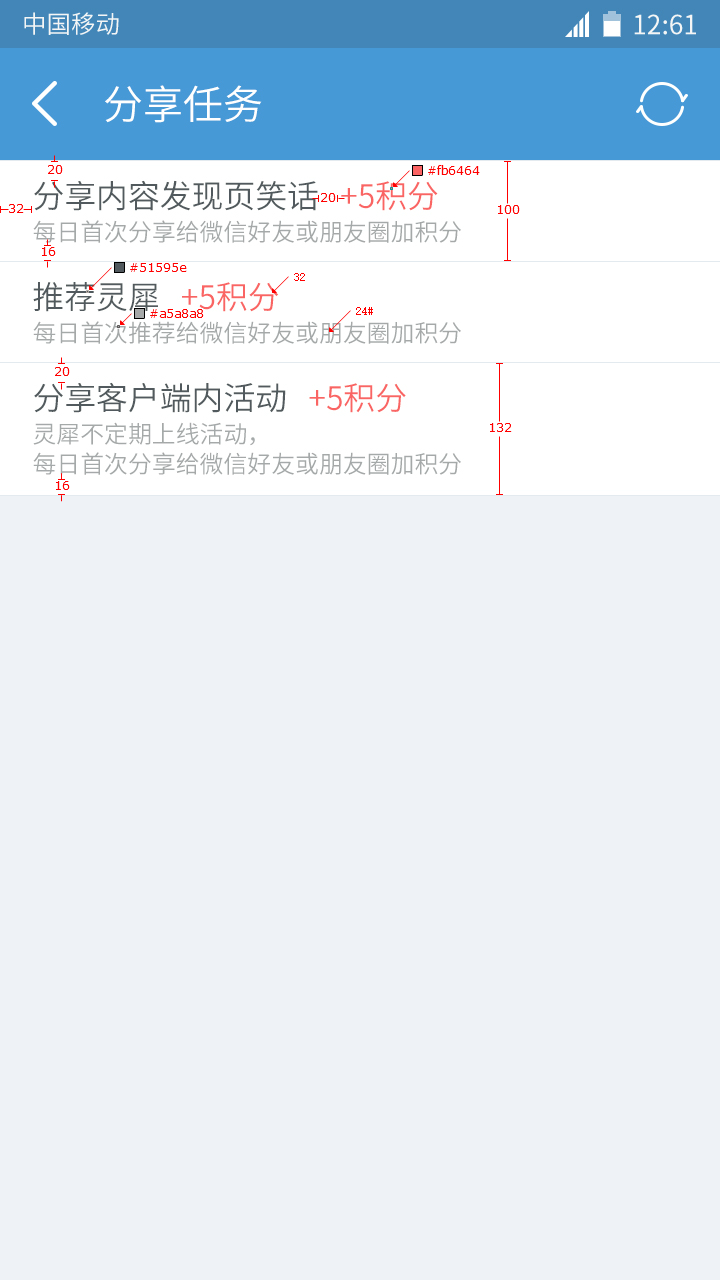 中国移动 12:61
分享任务
20 #fb6464
32 分享内容发现页笑话 20 +5积分 100
每日首次分享给微信好友或朋友圈加积分
16
#51595e
推荐灵犀 +5积分 32
#a5a8a8 24#
每日首次推荐给微信好友或朋友圈加积分
20
分享客户端内活动 +5积分
灵犀不定期上线活动， 132
每日首次分享给微信好友或朋友圈加积分
16